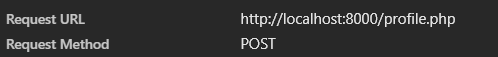 Request URL http://localhost:8000/profile.php
Request Method POST